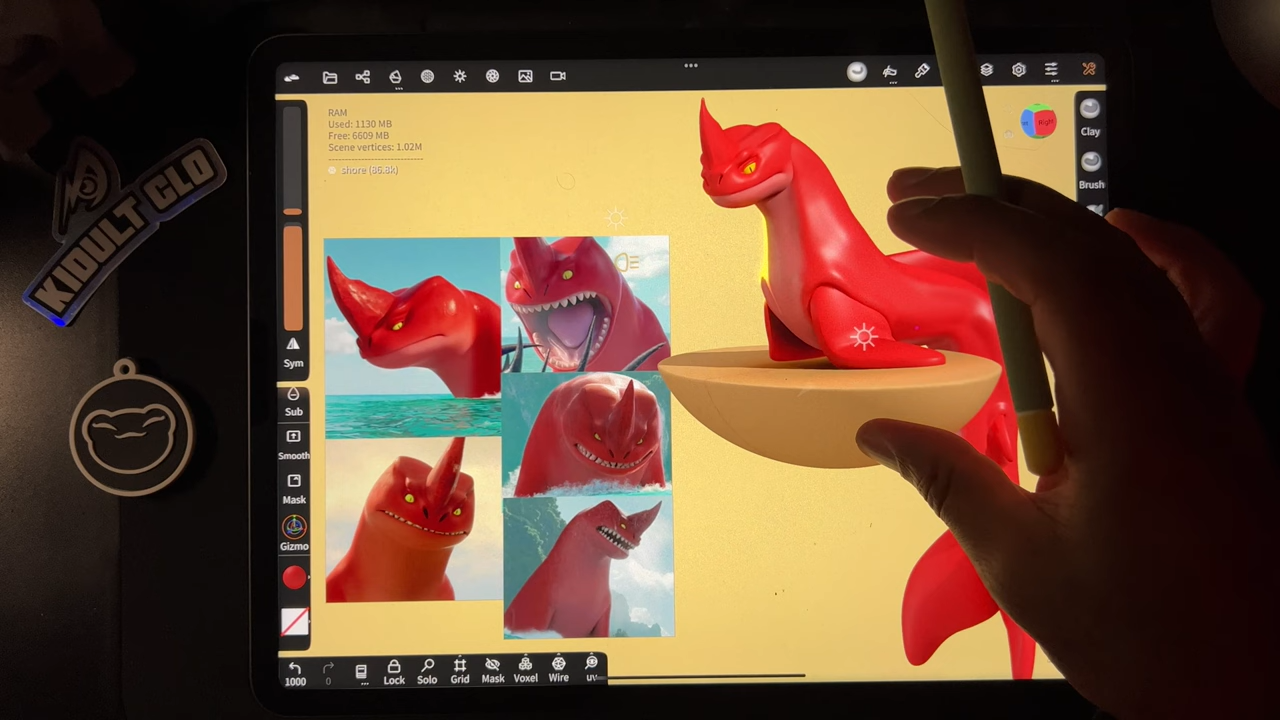 RAM
Used: 1130 MB
Free: 6609 MB
Scene vertices: 1.02M
shore (86.8k)
Right
Clay
Brush
KIDULT CLO
Sym
Sub
Smooth
Mask
Gizmo
1000
0
Lock
Solo
Grid
Mask
Voxel
Wire
uv